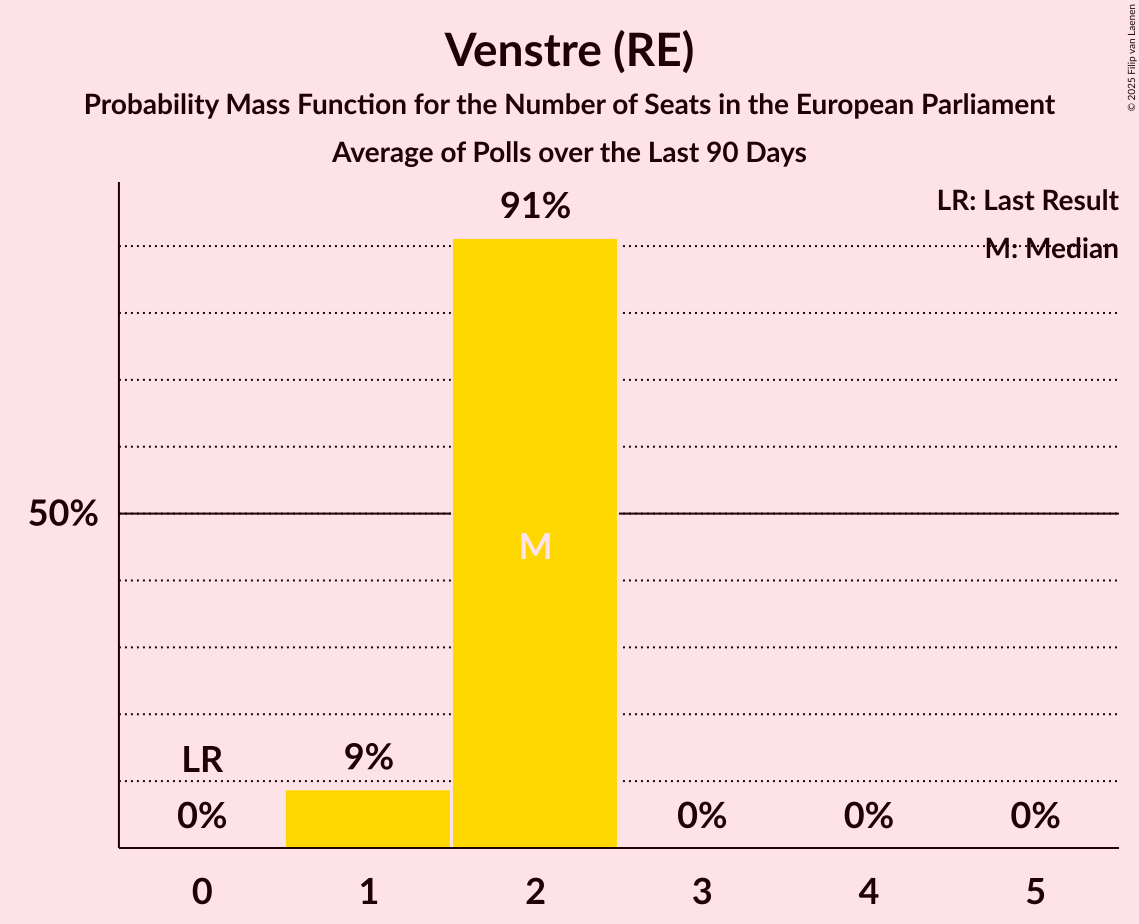 Venstre (RE)
Probability Mass Function for the Number of Seats in the European Parliament
Average of Polls over the Last 90 Days
© 2025 Filip van Laenen
LR: Last Result
M: Median
91%
50%
M
LR
9%
0%
0%
0%
0%
0
1
2
3
4
5